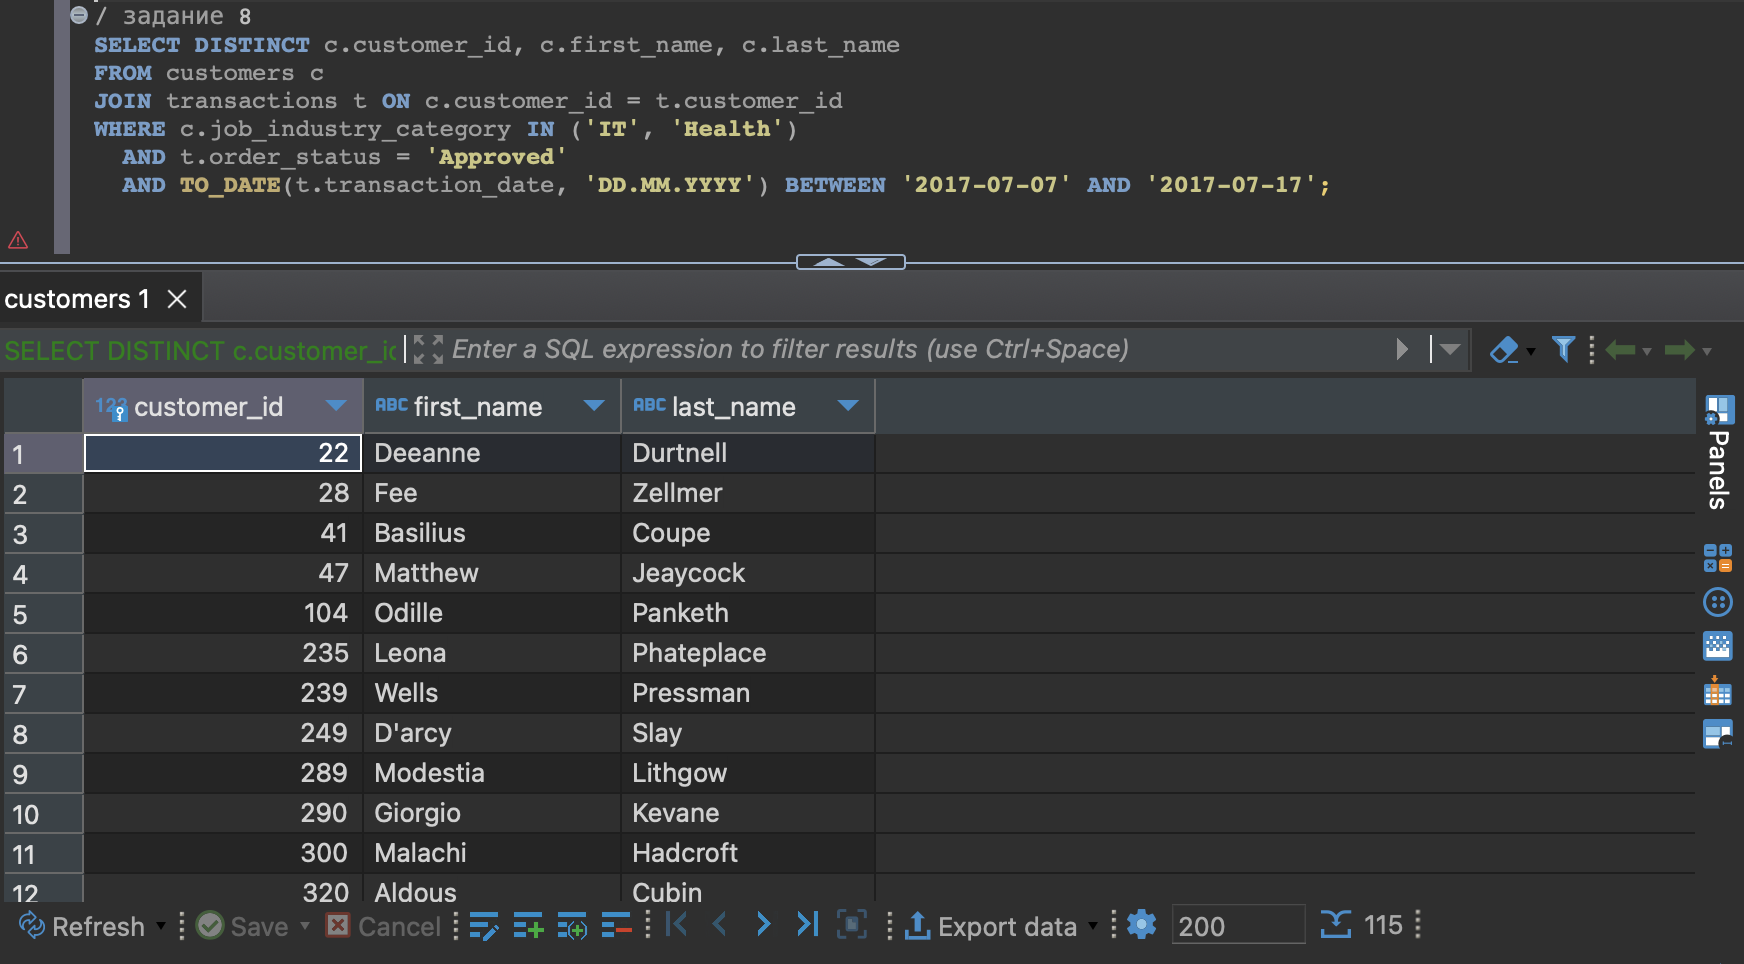 / задание 8
SELECT DISTINCT c.customer_id, c.first_name, c.last_name
FROM customers c
JOIN transactions t ON c.customer_id = t.customer_id
WHERE c.job_industry_category IN ('IT', 'Health')
AND t.order_status = 'Approved'
AND TO_DATE(t.transaction_date, 'DD.MM.YYYY') BETWEEN '2017-07-07' AND '2017-07-17';
customers 1
SELECT DISTINCT c.customer_ic Enter a SQL expression to filter results (use Ctrl+Space)
123 customer_id ABC first_name ABC last_name
1 22 Deeanne Durtnell
2 28 Fee Zellmer
3 41 Basilius Coupe
4 47 Matthew Jeaycock
5 104 Odille Panketh
6 235 Leona Phateplace
7 239 Wells Pressman
8 249 D'arcy Slay
9 289 Modestia Lithgow
10 290 Giorgio Kevane
11 300 Malachi Hadcroft
12 320 Aldous Cubin
Panels
Refresh Save Cancel Export data 200 115